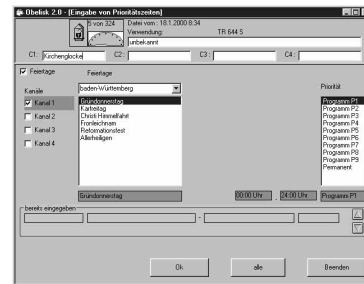 Obelisk 2.0 - [Eingabe von Prioritätszeiten]
5 von 324
Datei vom : 18.1.2000 8:34
Verwendung: TR 644 S
unbekannt
C1: Kirchenglocke C2: C3: C4:
Feiertage Feiertage
Kanäle baden-Württemberg Priorität
Kanal 1
Kanal 2
Kanal 3
Kanal 4
Gründonnerstag
Karfreitag
Christi Himmelfahrt
Fronleichnam
Reformationsfest
Allerheiligen
Programm P1
Programm P2
Programm P3
Programm P4
Programm P5
Programm P6
Programm P7
Programm P8
Programm P9
Permanent
Gründonnerstag 00:00 Uhr - 24:00 Uhr Programm P1
bereits eingegeben
-
Ok alle Beenden